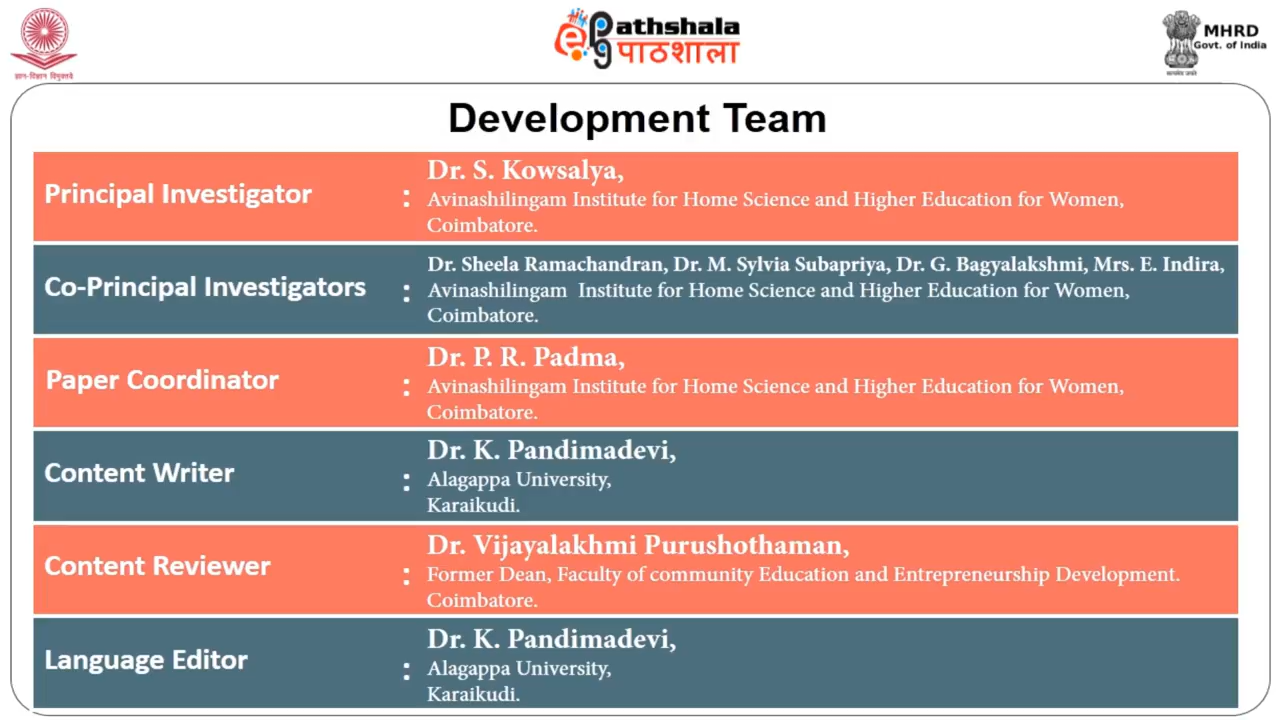 ज्ञान-विज्ञान विमुक्तये
e Pathshala
पाठशाला
MHRD
Govt. of India
सत्यमेव जयते
Development Team
Principal Investigator : Dr. S. Kowsalya,
Avinashilingam Institute for Home Science and Higher Education for Women,
Coimbatore.
Co-Principal Investigators : Dr. Sheela Ramachandran, Dr. M. Sylvia Subapriya, Dr. G. Bagyalakshmi, Mrs. E. Indira,
Avinashilingam Institute for Home Science and Higher Education for Women,
Coimbatore.
Paper Coordinator : Dr. P. R. Padma,
Avinashilingam Institute for Home Science and Higher Education for Women,
Coimbatore.
Content Writer : Dr. K. Pandimadevi,
Alagappa University,
Karaikudi.
Content Reviewer : Dr. Vijayalakhmi Purushothaman,
Former Dean, Faculty of community Education and Entrepreneurship Development.
Coimbatore.
Language Editor : Dr. K. Pandimadevi,
Alagappa University,
Karaikudi.